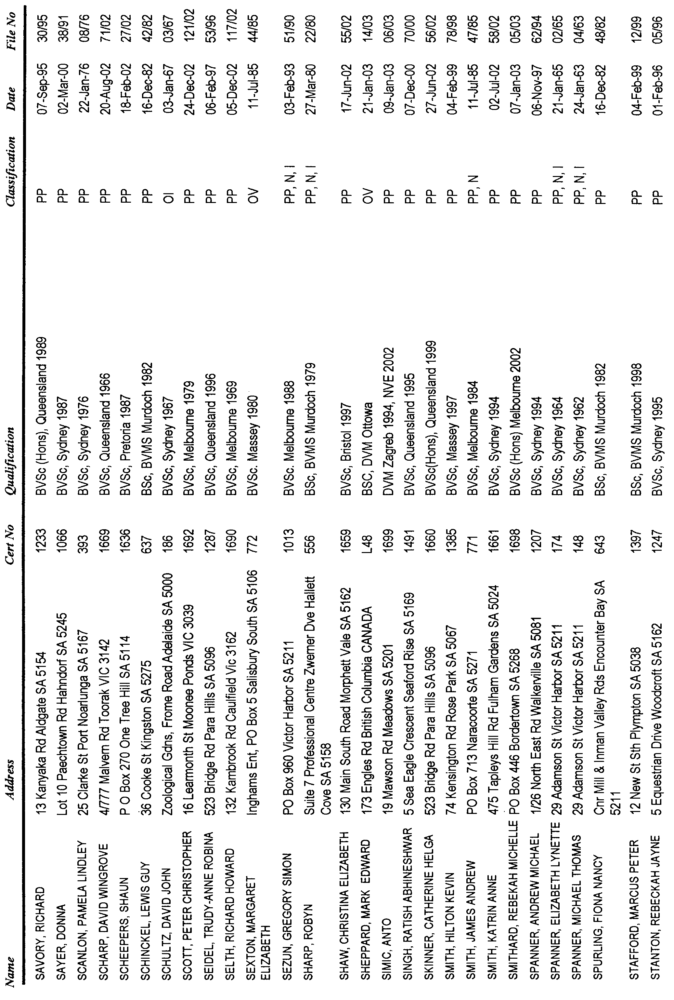 Name Address Cert No Qualification Classification Date File No
SAVORY, RICHARD 13 Kanyaka Rd Aldgate SA 5154 1233 BVSc (Hons), Queensland 1989 PP 07-Sep-95 30/95
SAYER, DONNA Lot 10 Paechtown Rd Hahndorf SA 5245 1066 BVSc, Sydney 1987 PP 02-Mar-00 38/91
SCANLON, PAMELA LINDLEY 25 Clarke St Port Noarlunga SA 5167 393 BVSc, Sydney 1976 PP 22-Jan-76 08/76
SCHARP, DAVID WINGROVE 4/777 Malvern Rd Toorak VIC 3142 1669 BVSc, Queensland 1966 PP 20-Aug-02 71/02
SCHEEPERS, SHAUN P O Box 270 One Tree Hill SA 5114 1636 BVSc, Pretoria 1987 PP 18-Feb-02 27/02
SCHINCKEL, LEWIS GUY 36 Cooke St Kingston SA 5275 637 BSc, BVMS Murdoch 1982 PP 16-Dec-82 42/82
SCHULTZ, DAVID JOHN Zoological Gdns, Frome Road Adelaide SA 5000 186 BVSc, Sydney 1967 OI 03-Jan-67 03/67
SCOTT, PETER CHRISTOPHER 16 Learmonth St Moonee Ponds VIC 3039 1692 BVSc, Melbourne 1979 PP 24-Dec-02 121/02
SEIDEL, TRUDY-ANNE ROBINA 523 Bridge Rd Para Hills SA 5096 1287 BVSc, Queensland 1996 PP 06-Feb-97 53/96
SELTH, RICHARD HOWARD 132 Kambrook Rd Caulfield Vic 3162 1690 BVSc, Melbourne 1969 PP 05-Dec-02 117/02
SEXTON, MARGARET Inghams Ent, PO Box 5 Salisbury South SA 5106 772 BVSc. Massey 1980 OV 11-Jul-85 44/85
ELIZABETH
SEZUN, GREGORY SIMON PO Box 960 Victor Harbor SA 5211 1013 BVSc. Melbourne 1988 PP, N, I 03-Feb-93 51/90
SHARP, ROBYN Suite 7 Professional Centre Zwerner Dve Hallett 556 BSc, BVMS Murdoch 1979 PP, N, I 27-Mar-80 22/80
Cove SA 5158
SHAW, CHRISTINA ELIZABETH 130 Main South Road Morphett Vale SA 5162 1659 BVSc, Bristol 1997 PP 17-Jun-02 55/02
SHEPPARD, MARK EDWARD 173 Engles Rd British Columbia CANADA L48 BSC, DVM Ottowa OV 21-Jan-03 14/03
SIMIC, ANTO 19 Mawson Rd Meadows SA 5201 1699 DVM Zagreb 1994, NVE 2002 PP 09-Jan-03 06/03
SINGH, RATISH ABHINESHWAR 5 Sea Eagle Crescent Seaford Rise SA 5169 1491 BVSc, Queensland 1995 PP 07-Dec-00 70/00
SKINNER, CATHERINE HELGA 523 Bridge Rd Para Hills SA 5096 1660 BVSc(Hons), Queensland 1999 PP 27-Jun-02 56/02
SMITH, HILTON KEVIN 74 Kensington Rd Rose Park SA 5067 1385 BVSc, Massey 1997 PP 04-Feb-99 78/98
SMITH, JAMES ANDREW PO Box 713 Naracoorte SA 5271 771 BVSc, Melbourne 1984 PP, N 11-Jul-85 47/85
SMITH, KATRIN ANNE 475 Tapleys Hill Rd Fulham Gardens SA 5024 1661 BVSc, Sydney 1994 PP 02-Jul-02 58/02
SMITHARD, REBEKAH MICHELLE PO Box 446 Bordertown SA 5268 1698 BVSc (Hons) Melbourne 2002 PP 07-Jan-03 05/03
SPANNER, ANDREW MICHAEL 1/26 North East Rd Walkerville SA 5081 1207 BVSc, Sydney 1994 PP 06-Nov-97 62/94
SPANNER, ELIZABETH LYNETTE 29 Adamson St Victor Harbor SA 5211 174 BVSc, Sydney 1964 PP, N, I 21-Jan-65 02/65
SPANNER, MICHAEL THOMAS 29 Adamson St Victor Harbor SA 5211 148 BVSc, Sydney 1962 PP, N, I 24-Jan-63 04/63
SPURLING, FIONA NANCY Cnr Mill & Inman Valley Rds Encounter Bay SA 643 BSc, BVMS Murdoch 1982 PP 16-Dec-82 48/82
5211
STAFFORD, MARCUS PETER 12 New St Sth Plympton SA 5038 1397 BSc, BVMS Murdoch 1998 PP 04-Feb-99 12/99
STANTON, REBECKAH JAYNE 5 Equestrian Drive Woodcroft SA 5162 1247 BVSc, Sydney 1995 PP 01-Feb-96 05/96